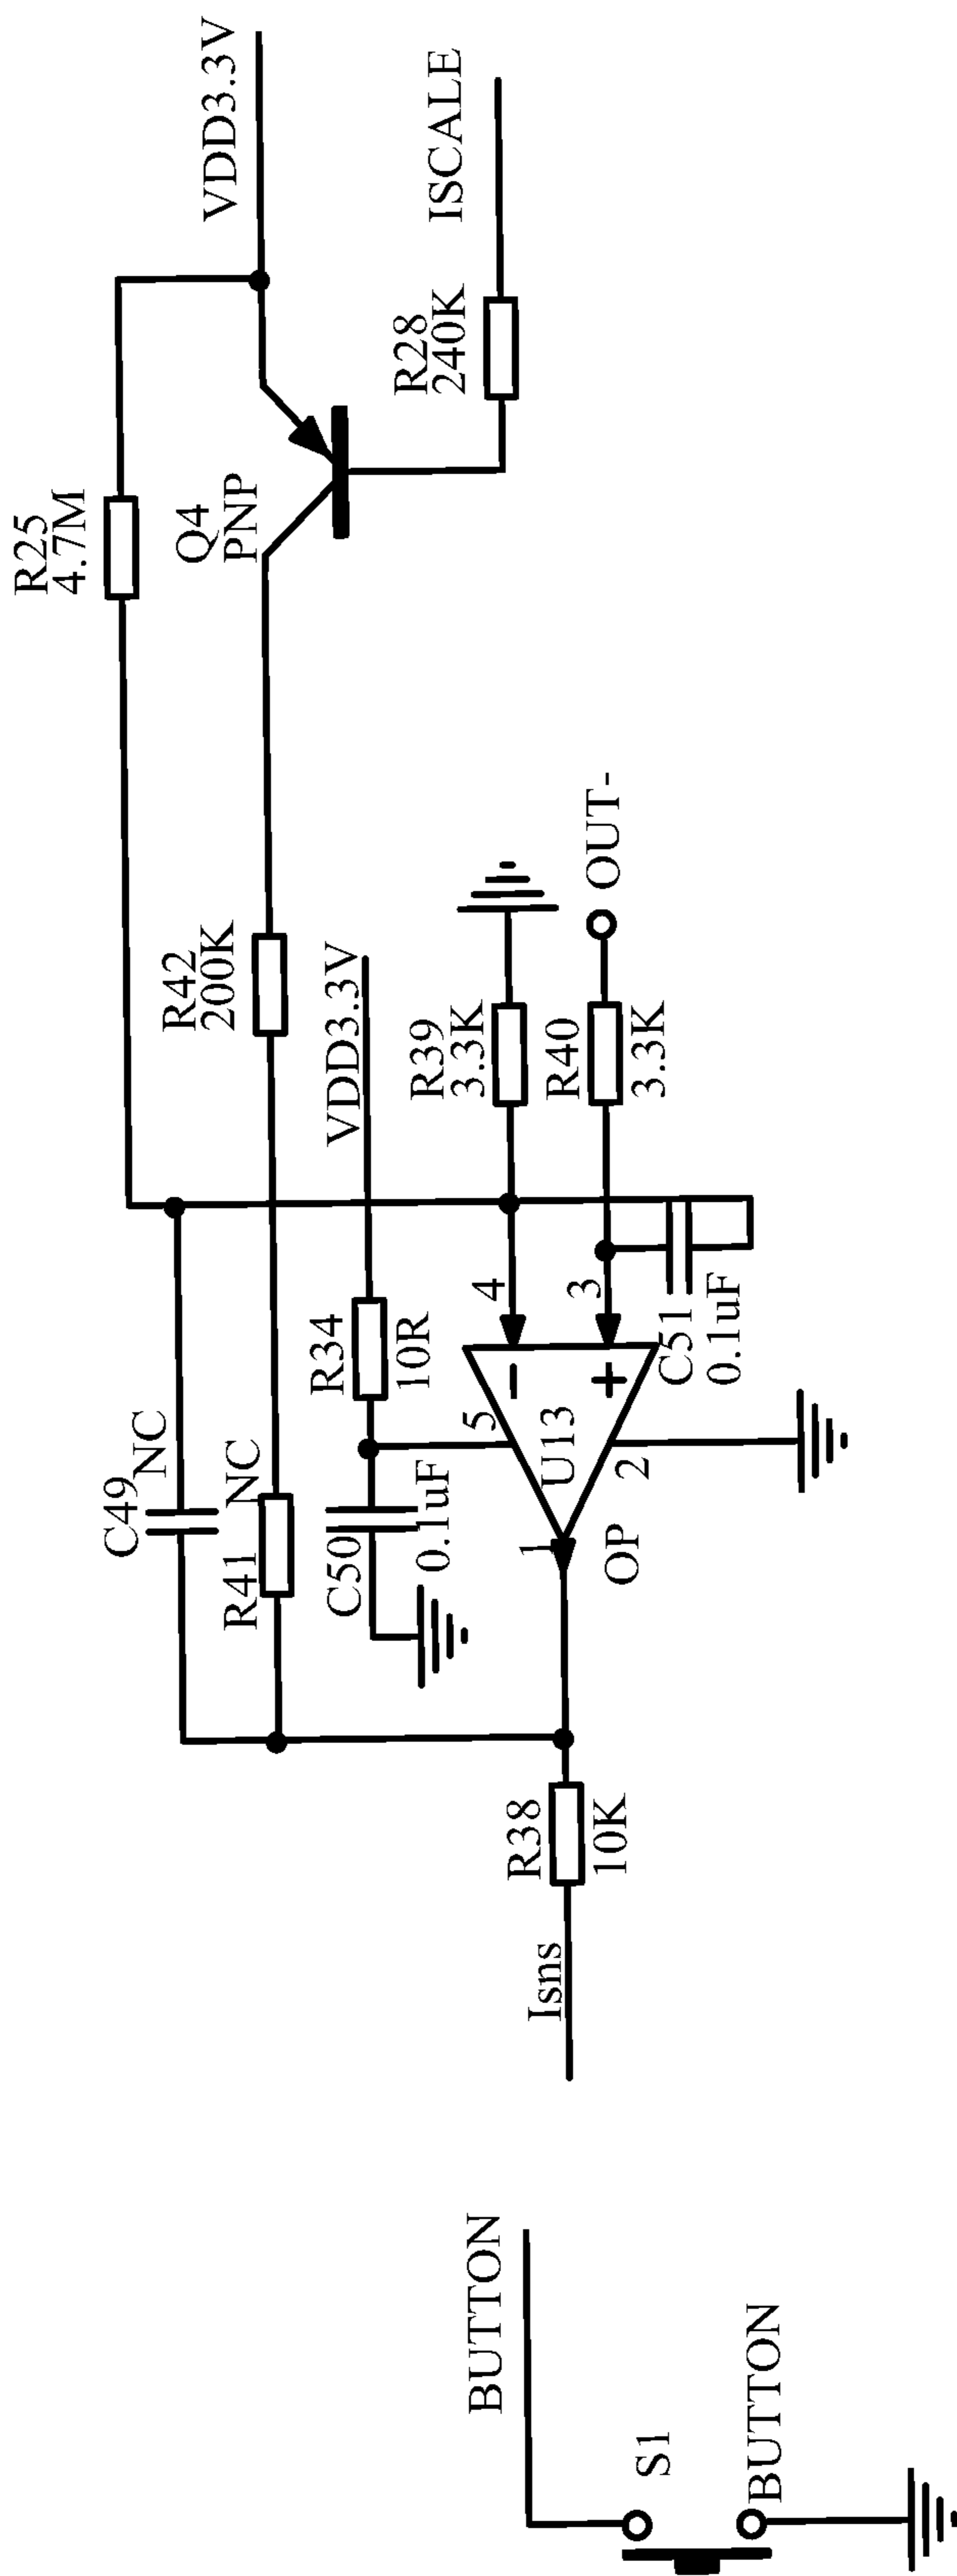 VDD3.3V
ISCALE
R25
4.7M
Q4
PNP
R28
240K
R42
200K
VDD3.3V
R39
3.3K
R40
3.3K
OUT-
C49
NC
R41
NC
R34
10R
C50
0.1uF
4
3
5
2
1
-
+
U13
OP
C51
0.1uF
R38
10K
Isns
BUTTON
S1
BUTTON